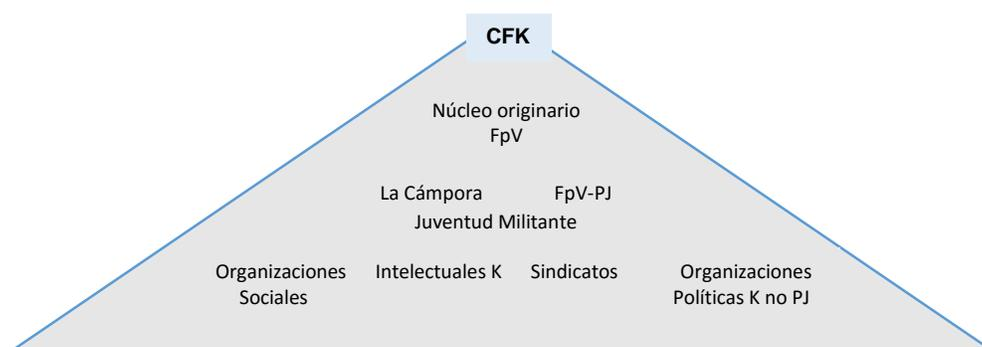 CFK
Núcleo originario
FpV
La Cámpora FpV-PJ
Juventud Militante
Organizaciones Intelectuales K Sindicatos Organizaciones
Sociales Políticas K no PJ